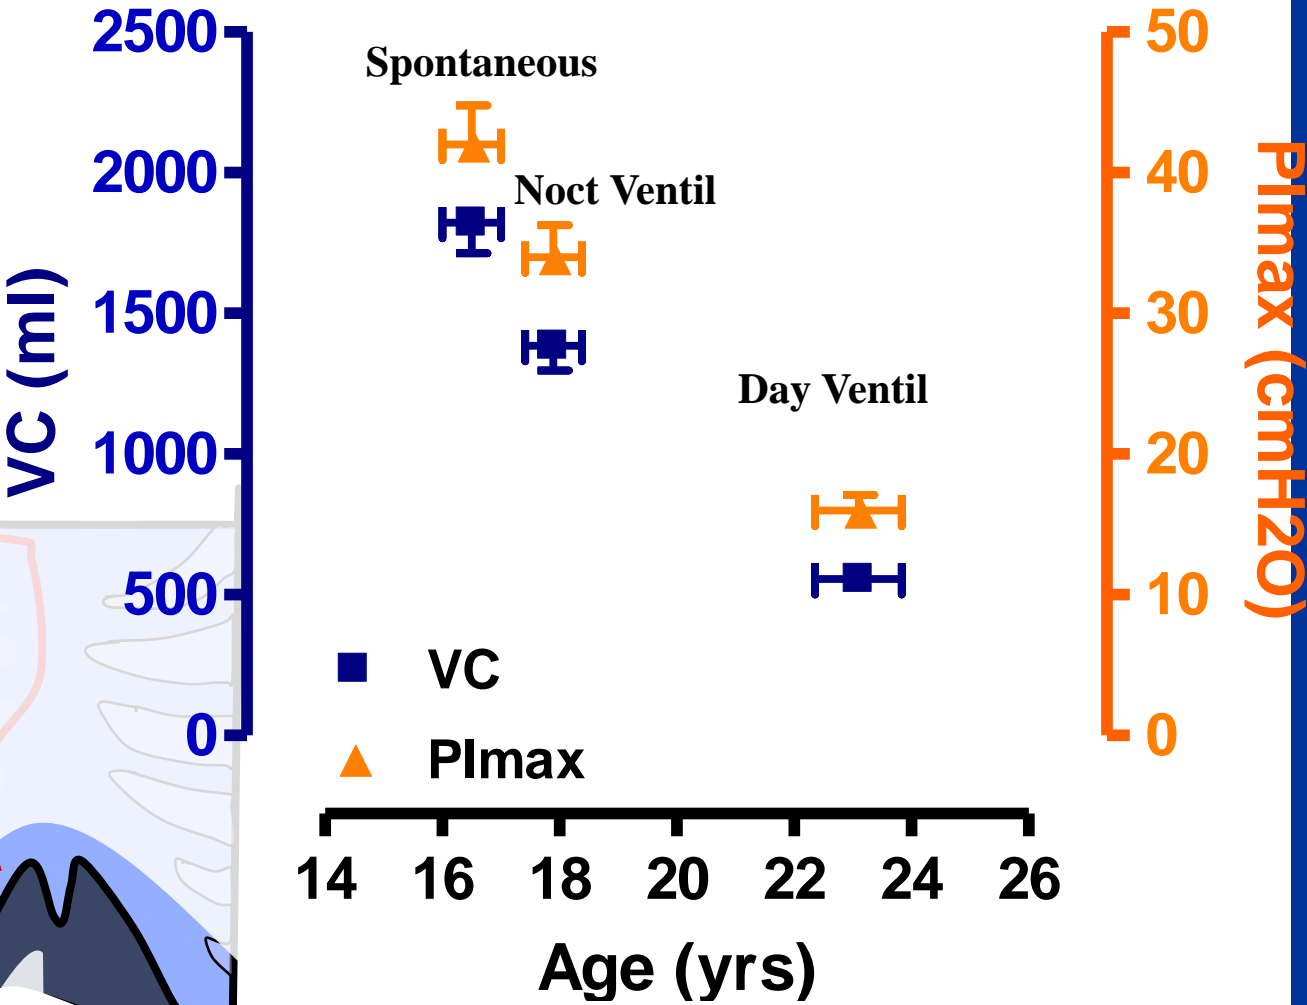 2500
2000
1500
1000
500
0
VC (ml)
Spontaneous
Noct Ventil
Day Ventil
50
40
30
20
10
0
PImax (cmH2O)
VC
PImax
14 16 18 20 22 24 26
Age (yrs)